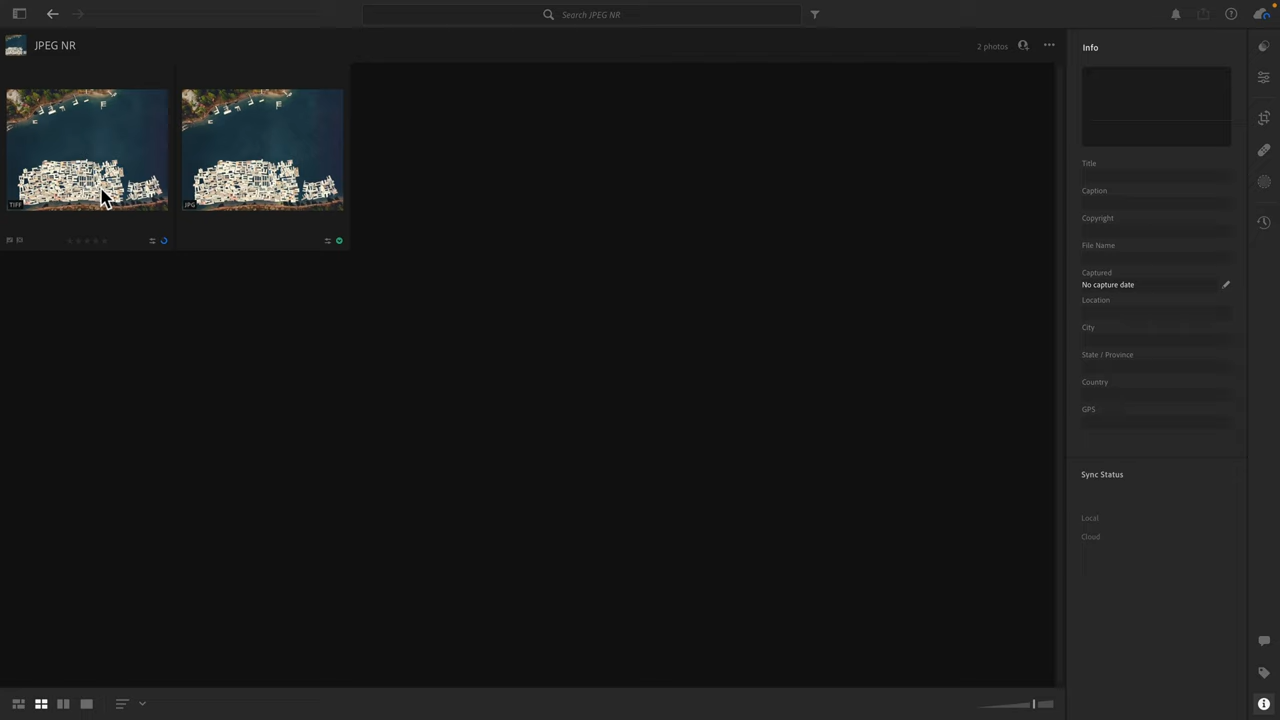 Search JPEG NR
JPEG NR
2 photos
Info
TIFF
JPG
Title
Caption
Copyright
File Name
Captured
No capture date
Location
City
State / Province
Country
GPS
Sync Status
Local
Cloud